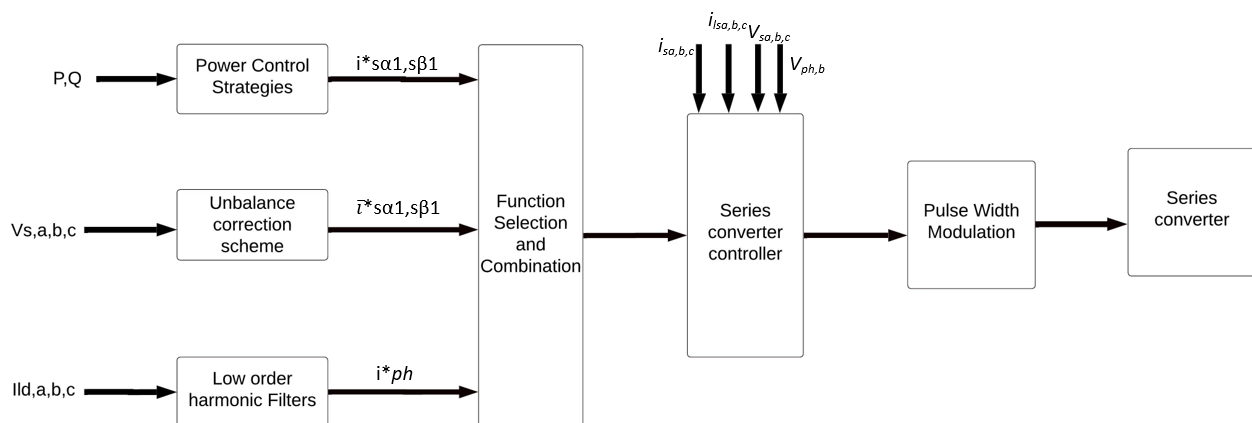 P,Q
Power Control
Strategies
i*sα1,sβ1
Vs,a,b,c
Unbalance
correction
scheme
i̅*sα1,sβ1
Ild,a,b,c
Low order
harmonic Filters
i*ph
Function
Selection
and
Combination
isa,b,c
ilsa,b,c
Vsa,b,c
Vph,b
Series
converter
controller
Pulse Width
Modulation
Series
converter